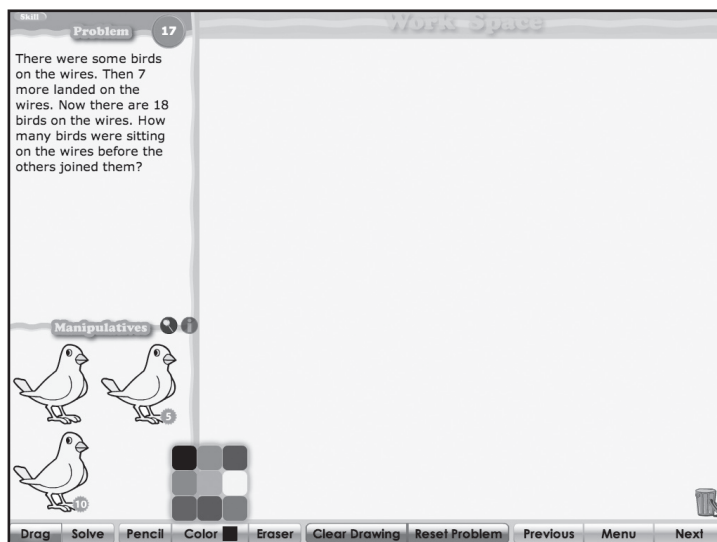 Skill
Problem 17
Work Space
There were some birds
on the wires. Then 7
more landed on the
wires. Now there are 18
birds on the wires. How
many birds were sitting
on the wires before the
others joined them?
Manipulatives i
5
10
Drag Solve Pencil Color Eraser Clear Drawing Reset Problem Previous Menu Next